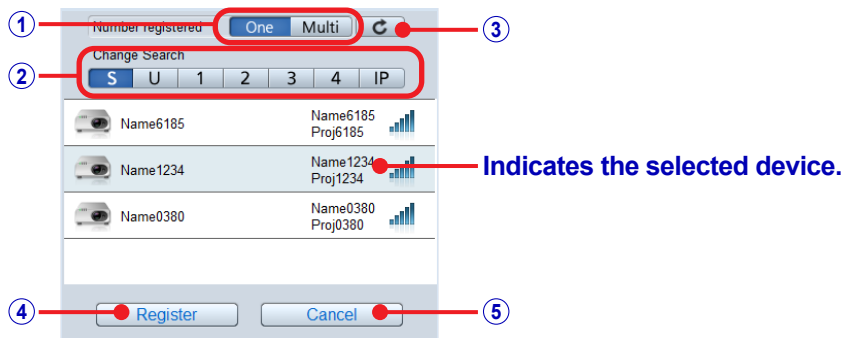 ① Number registered One Multi ③
Change Search
② S U 1 2 3 4 IP
Name6185 Name6185
Proj6185
Name1234 Name1234 Indicates the selected device.
Proj1234
Name0380 Name0380
Proj0380
④ Register Cancel ⑤